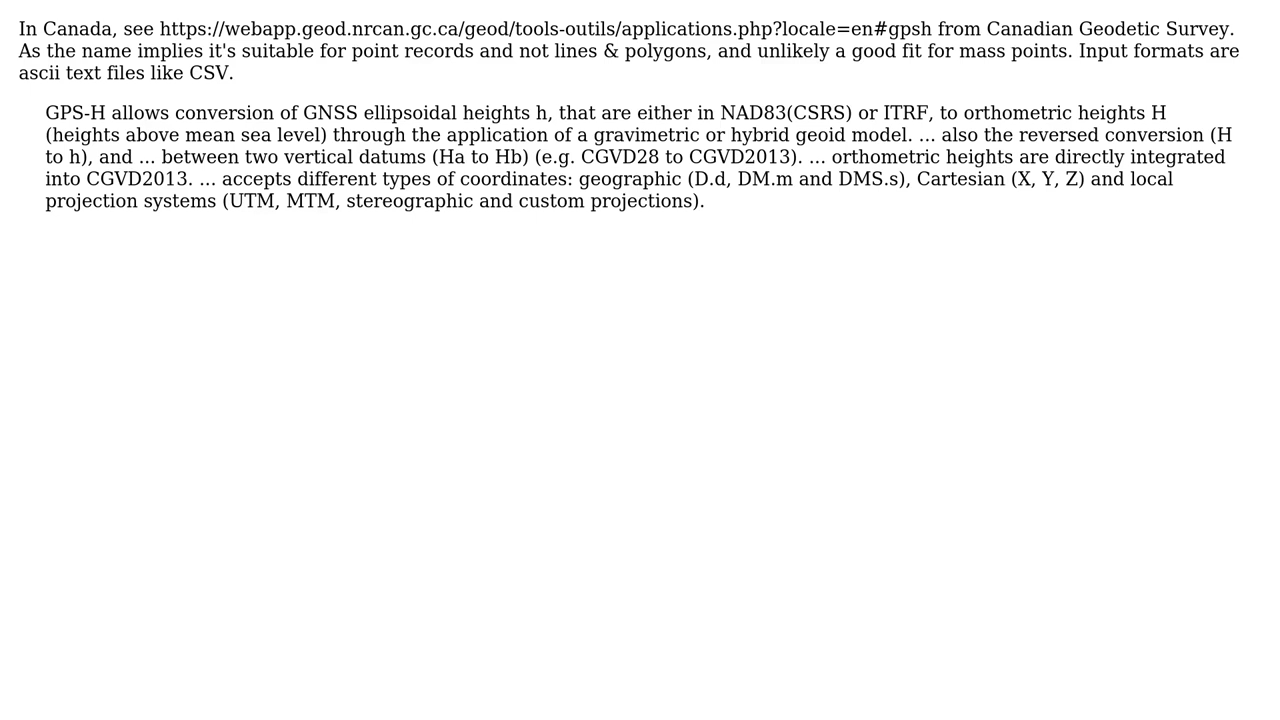 In Canada, see https://webapp.geod.nrcan.gc.ca/geod/tools-outils/applications.php?locale=en#gpsh from Canadian Geodetic Survey.
As the name implies it's suitable for point records and not lines & polygons, and unlikely a good fit for mass points. Input formats are
ascii text files like CSV.
GPS-H allows conversion of GNSS ellipsoidal heights h, that are either in NAD83(CSRS) or ITRF, to orthometric heights H
(heights above mean sea level) through the application of a gravimetric or hybrid geoid model. ... also the reversed conversion (H
to h), and ... between two vertical datums (Ha to Hb) (e.g. CGVD28 to CGVD2013). ... orthometric heights are directly integrated
into CGVD2013. ... accepts different types of coordinates: geographic (D.d, DM.m and DMS.s), Cartesian (X, Y, Z) and local
projection systems (UTM, MTM, stereographic and custom projections).